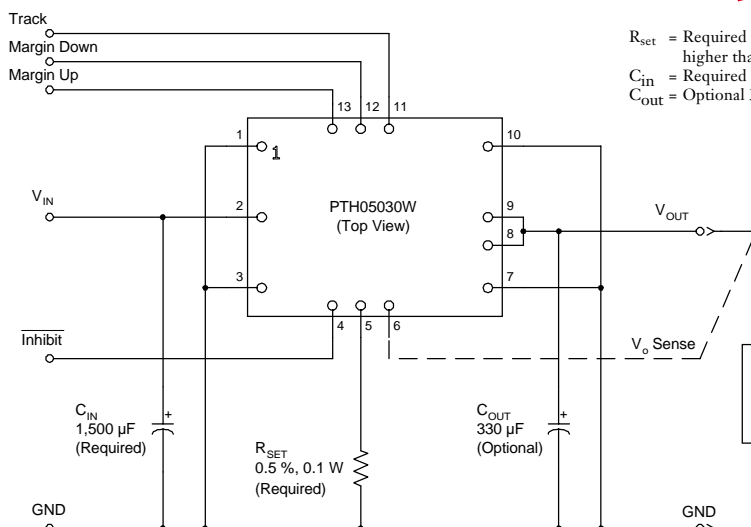 Track
Margin Down
Margin Up
R_set = Required
higher tha
C_in = Required
C_out = Optional
13 12 11
1
1
10
V_IN
2
PTH05030W
(Top View)
9
8
V_OUT
3
7
Inhibit
4 5 6
V_o Sense
C_IN
1,500 µF
(Required)
+
R_SET
0.5 %, 0.1 W
(Required)
C_OUT
330 µF
(Optional)
+
GND
GND